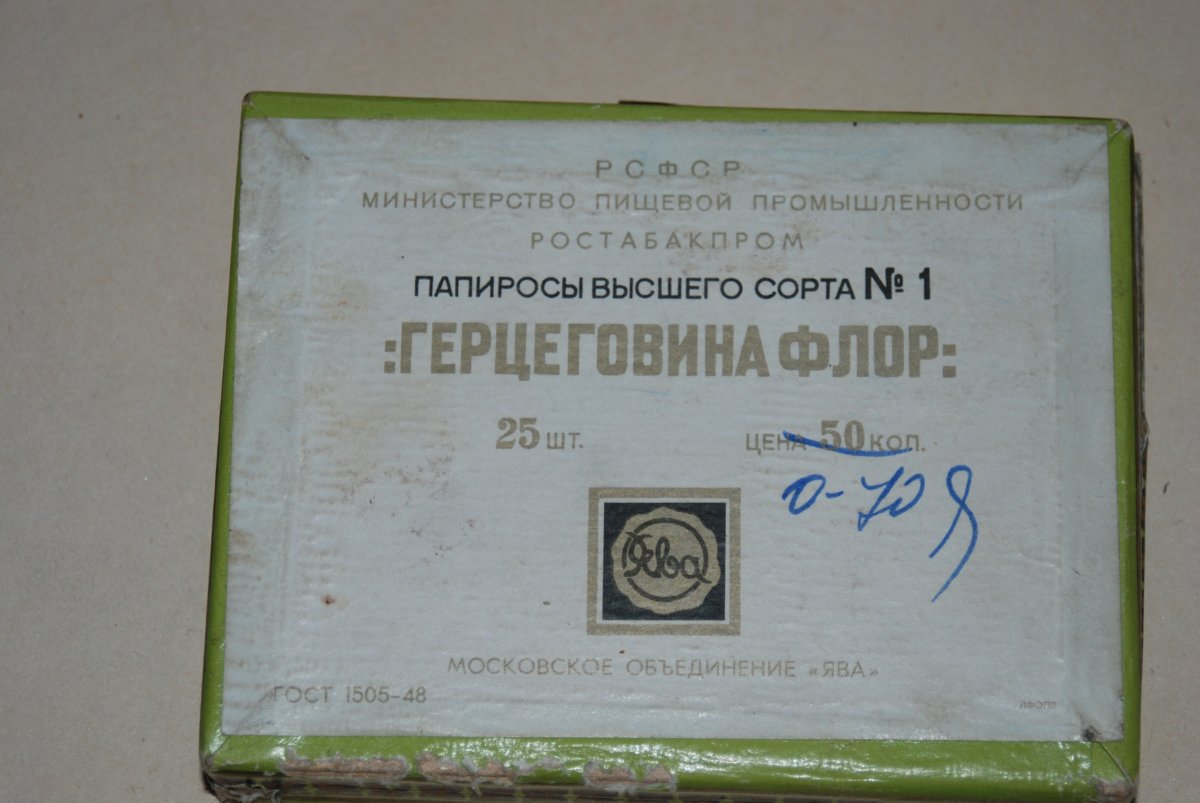 РСФСР
МИНИСТЕРСТВО ПИЩЕВОЙ ПРОМЫШЛЕННОСТИ
РОСТАБАКПРОМ
ПАПИРОСЫ ВЫСШЕГО СОРТА № 1
:ГЕРЦЕГОВИНА ФЛОР:
25 ШТ. ЦЕНА 50 КОП.
0-70
Ява
МОСКОВСКОЕ ОБЪЕДИНЕНИЕ «ЯВА»
ГОСТ 1505-48